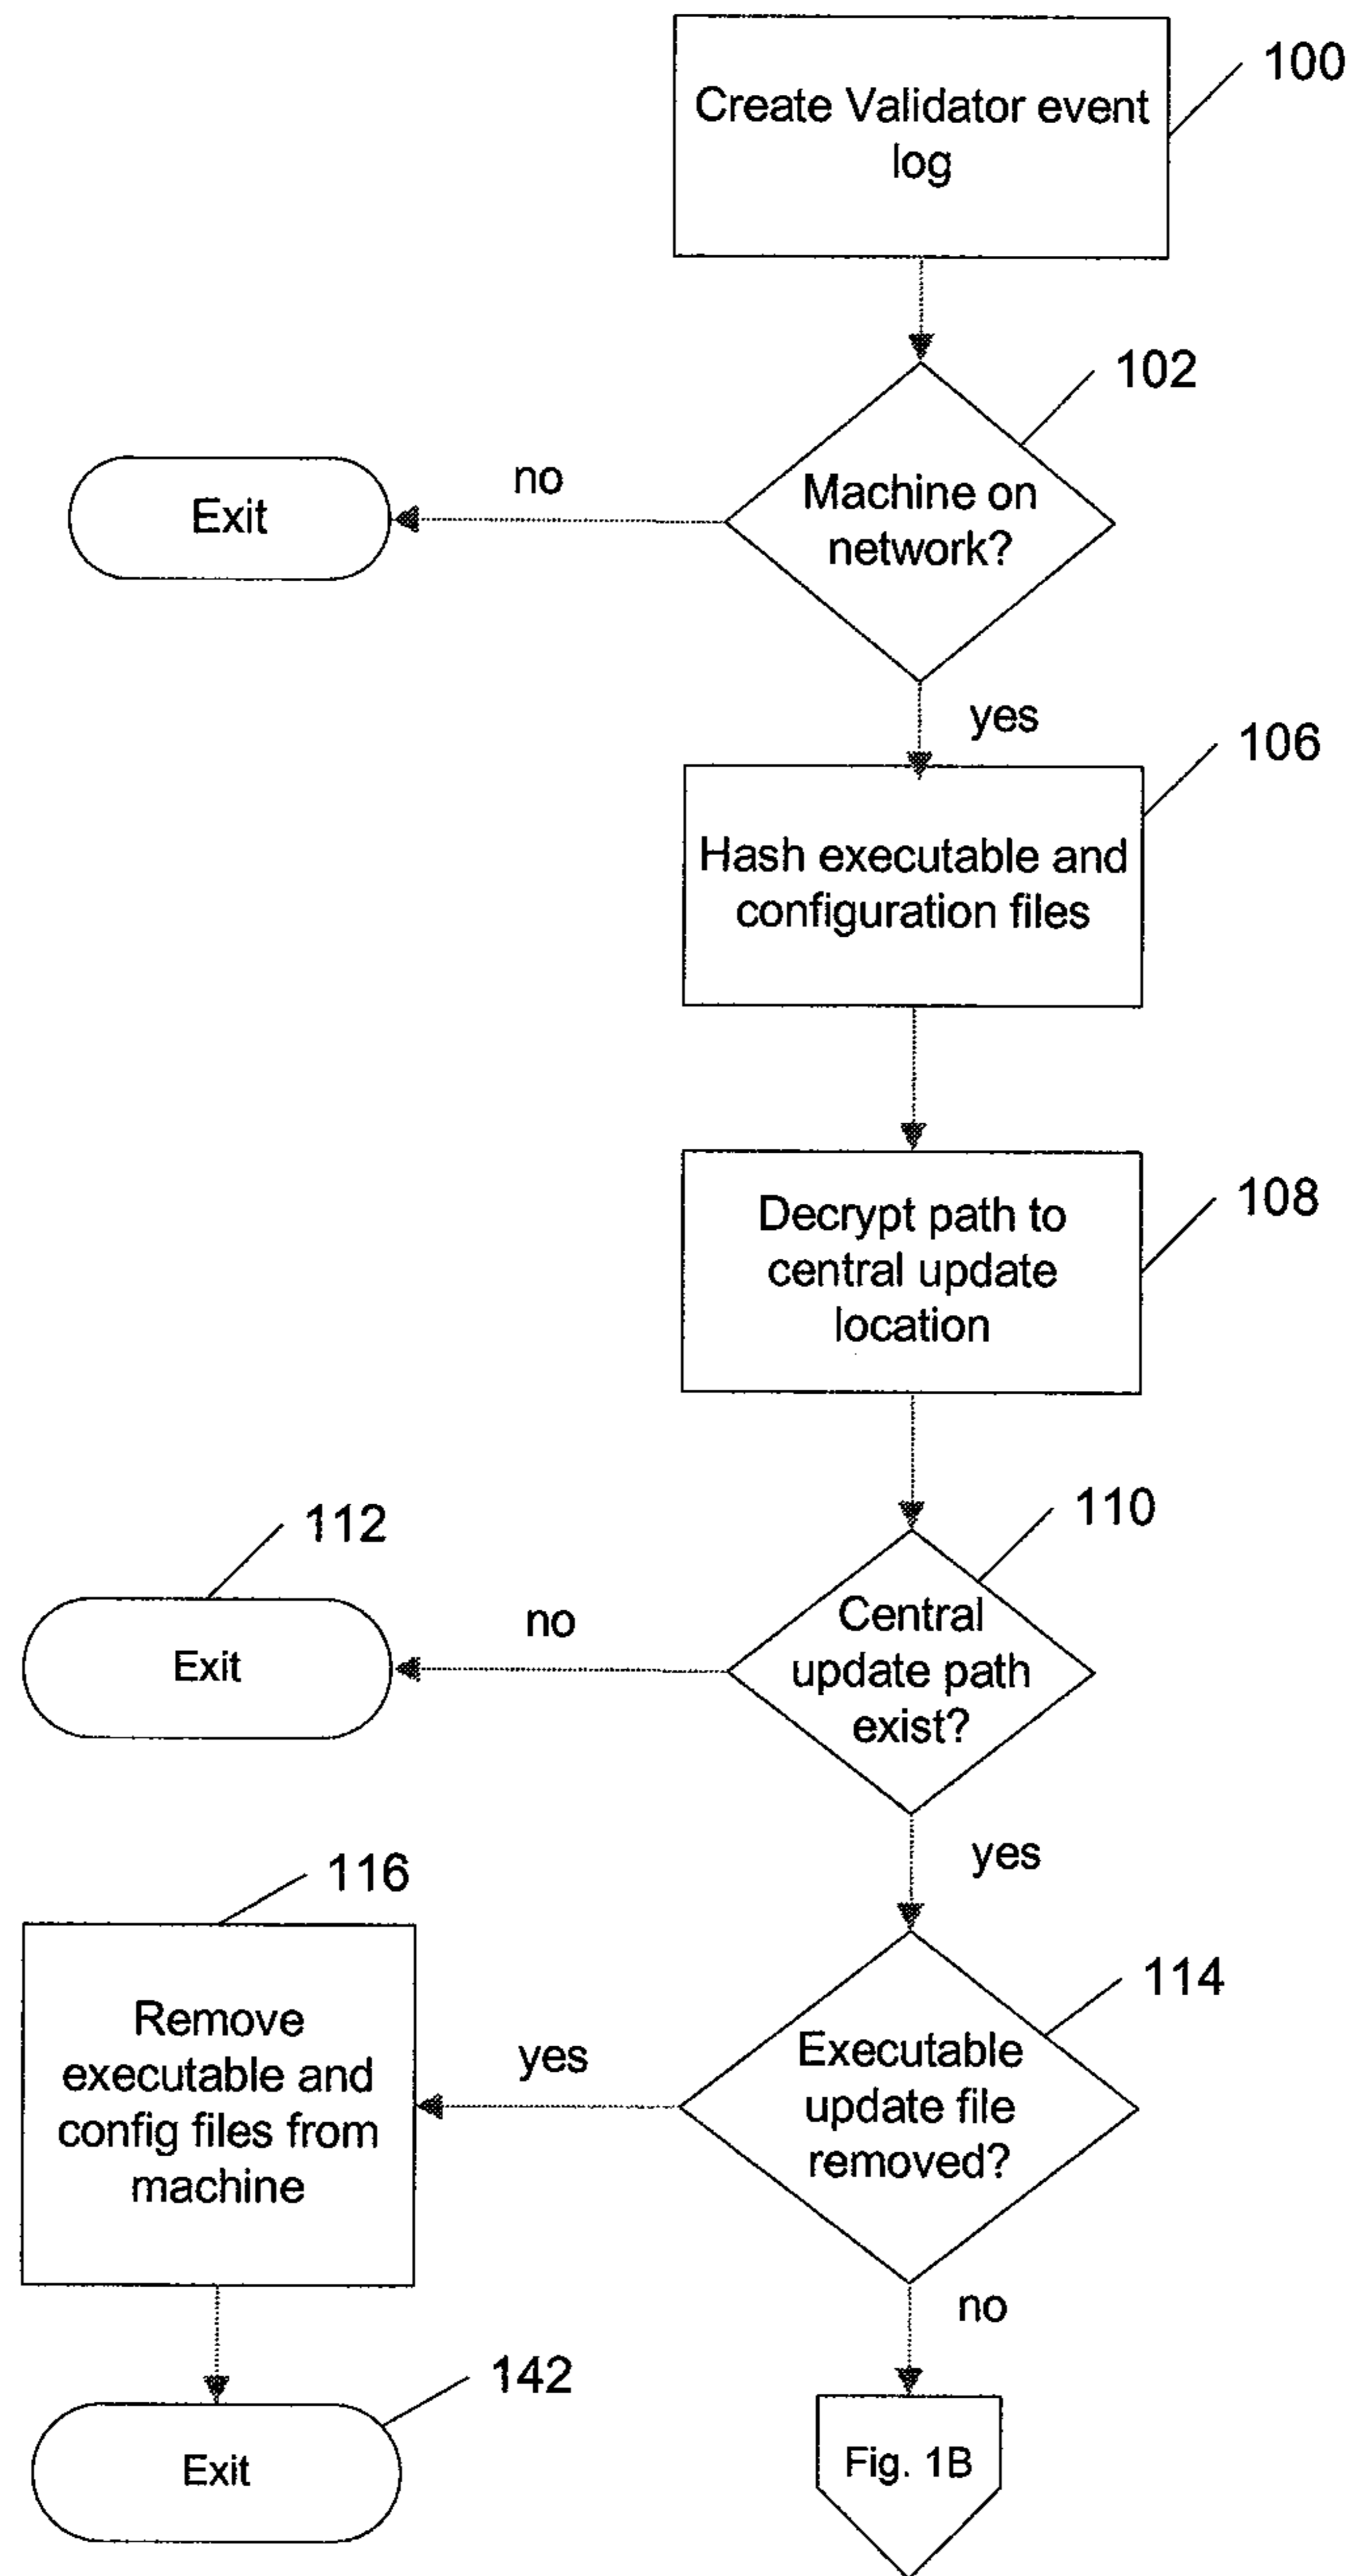 Create Validator event
log
100
102
Machine on
network?
no
Exit
yes
106
Hash executable and
configuration files
108
Decrypt path to
central update
location
110
112
Central
update path
exist?
no
Exit
yes
116
114
Remove
executable and
config files from
machine
yes
Executable
update file
removed?
no
142
Exit
Fig. 1B